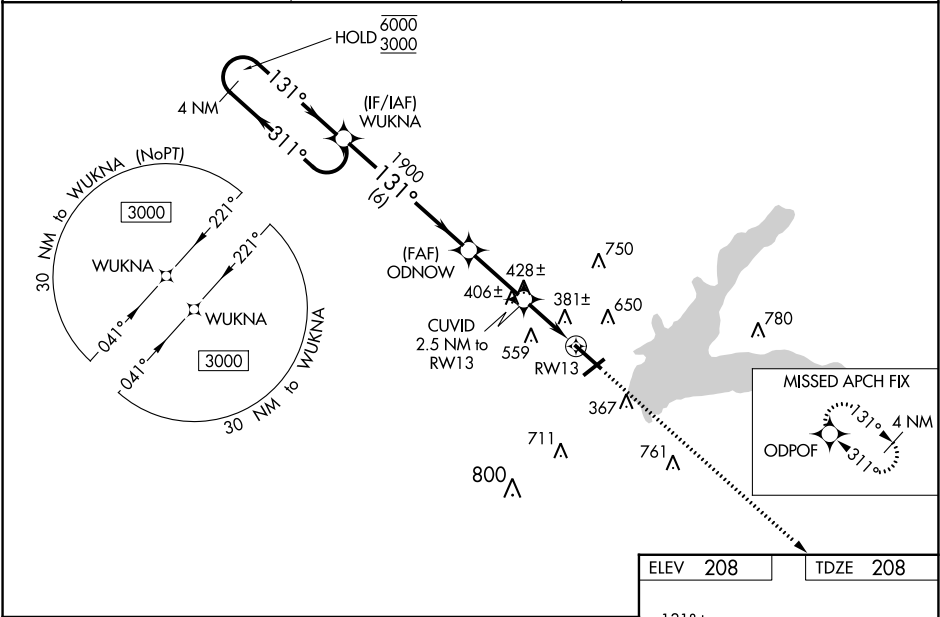 HOLD 6000
3000
131°
4 NM
311°
(IF/IAF)
WUKNA
1900
131°
(6)
30 NM to WUKNA (NoPT)
3000
221°
WUKNA
041°
221°
WUKNA
3000
041°
30 NM to WUKNA
(FAF)
ODNOW
750
428±
406±
381±
650
780
CUVID
2.5 NM to
RW13
559
RW13
367
711
761
800
MISSED APCH FIX
131°
4 NM
ODPOF
311°
ELEV 208
TDZE 208